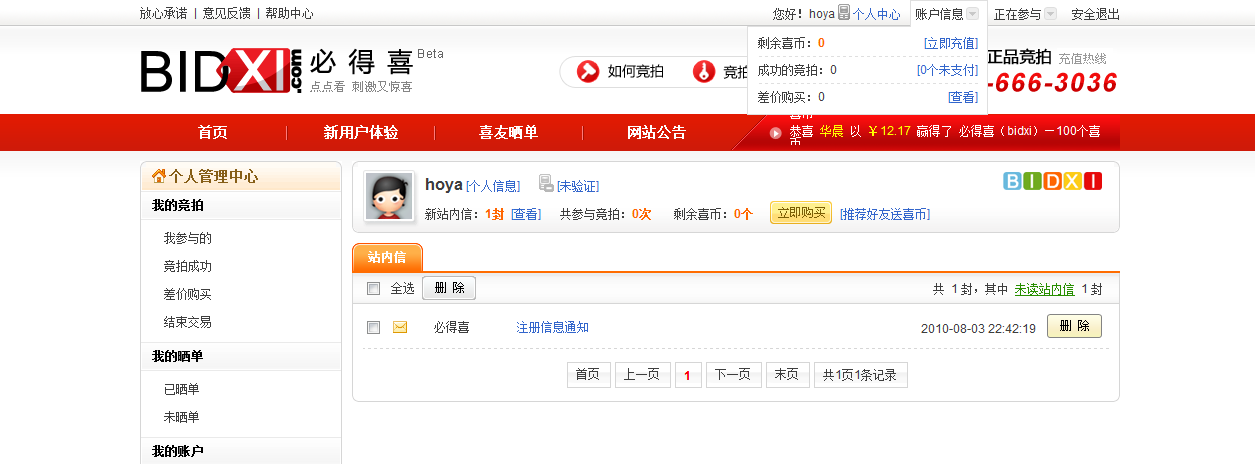 放心承诺 | 意见反馈 | 帮助中心
您好！hoya 个人中心 账户信息 正在参与 安全退出
剩余喜币：0 [立即充值]
成功的竞拍：0 [0个未支付]
差价购买：0 [查看]
BIDXI.com 必得喜 Beta
点点看 刺激又惊喜
如何竞拍
竞拍
正品竞拍 充值热线
-666-3036
首页 新用户体验 喜友晒单 网站公告
恭喜 华晨 以 ￥12.17 赢得了 必得喜（bidxi）－100个喜
币
个人管理中心
我的竞拍
我参与的
竞拍成功
差价购买
结束交易
我的晒单
已晒单
未晒单
我的账户
hoya [个人信息] [未验证]
BIDXI
新站内信：1封 [查看] 共参与竞拍：0次 剩余喜币：0个 立即购买 [推荐好友送喜币]
站内信
全选 删 除 共 1 封，其中 未读站内信 1 封
必得喜 注册信息通知 2010-08-03 22:42:19 删 除
首页 上一页 1 下一页 末页 共1页1条记录